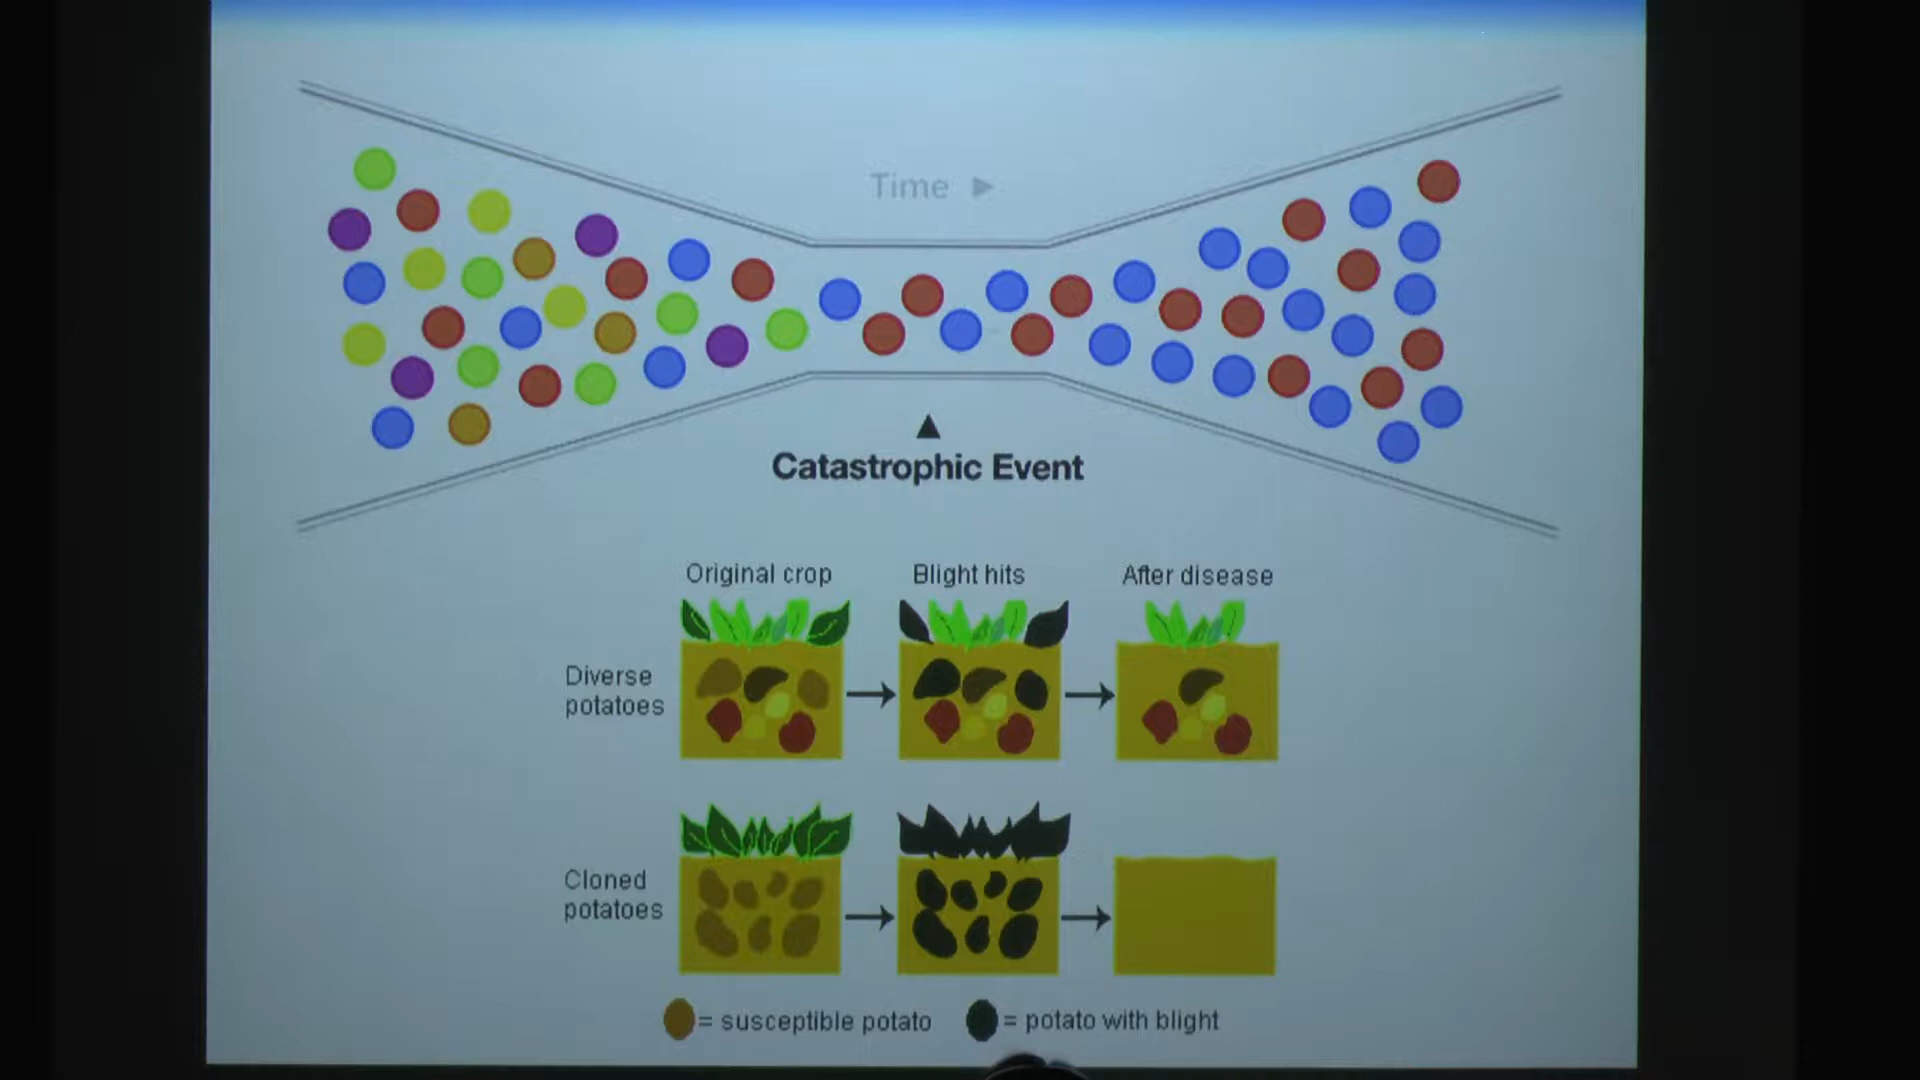 Time ►
▲
Catastrophic Event
Original crop
Blight hits
After disease
Diverse
potatoes
Cloned
potatoes
= susceptible potato
= potato with blight